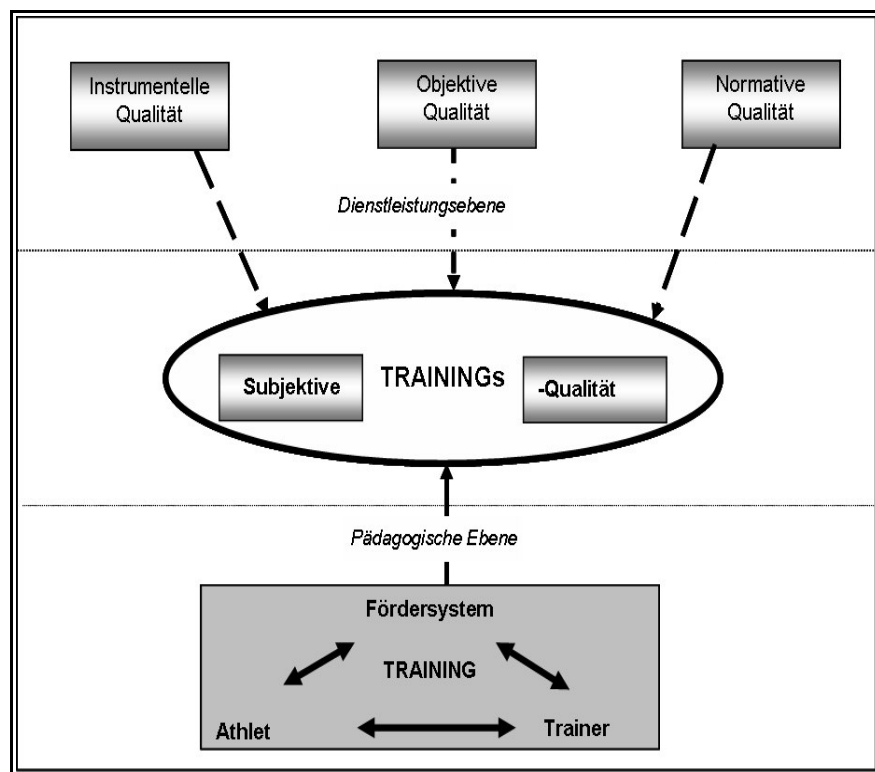 Instrumentelle
Qualität
Objektive
Qualität
Normative
Qualität
Dienstleistungsebene
Subjektive
TRAININGs
-Qualität
Pädagogische Ebene
Fördersystem
TRAINING
Athlet
Trainer